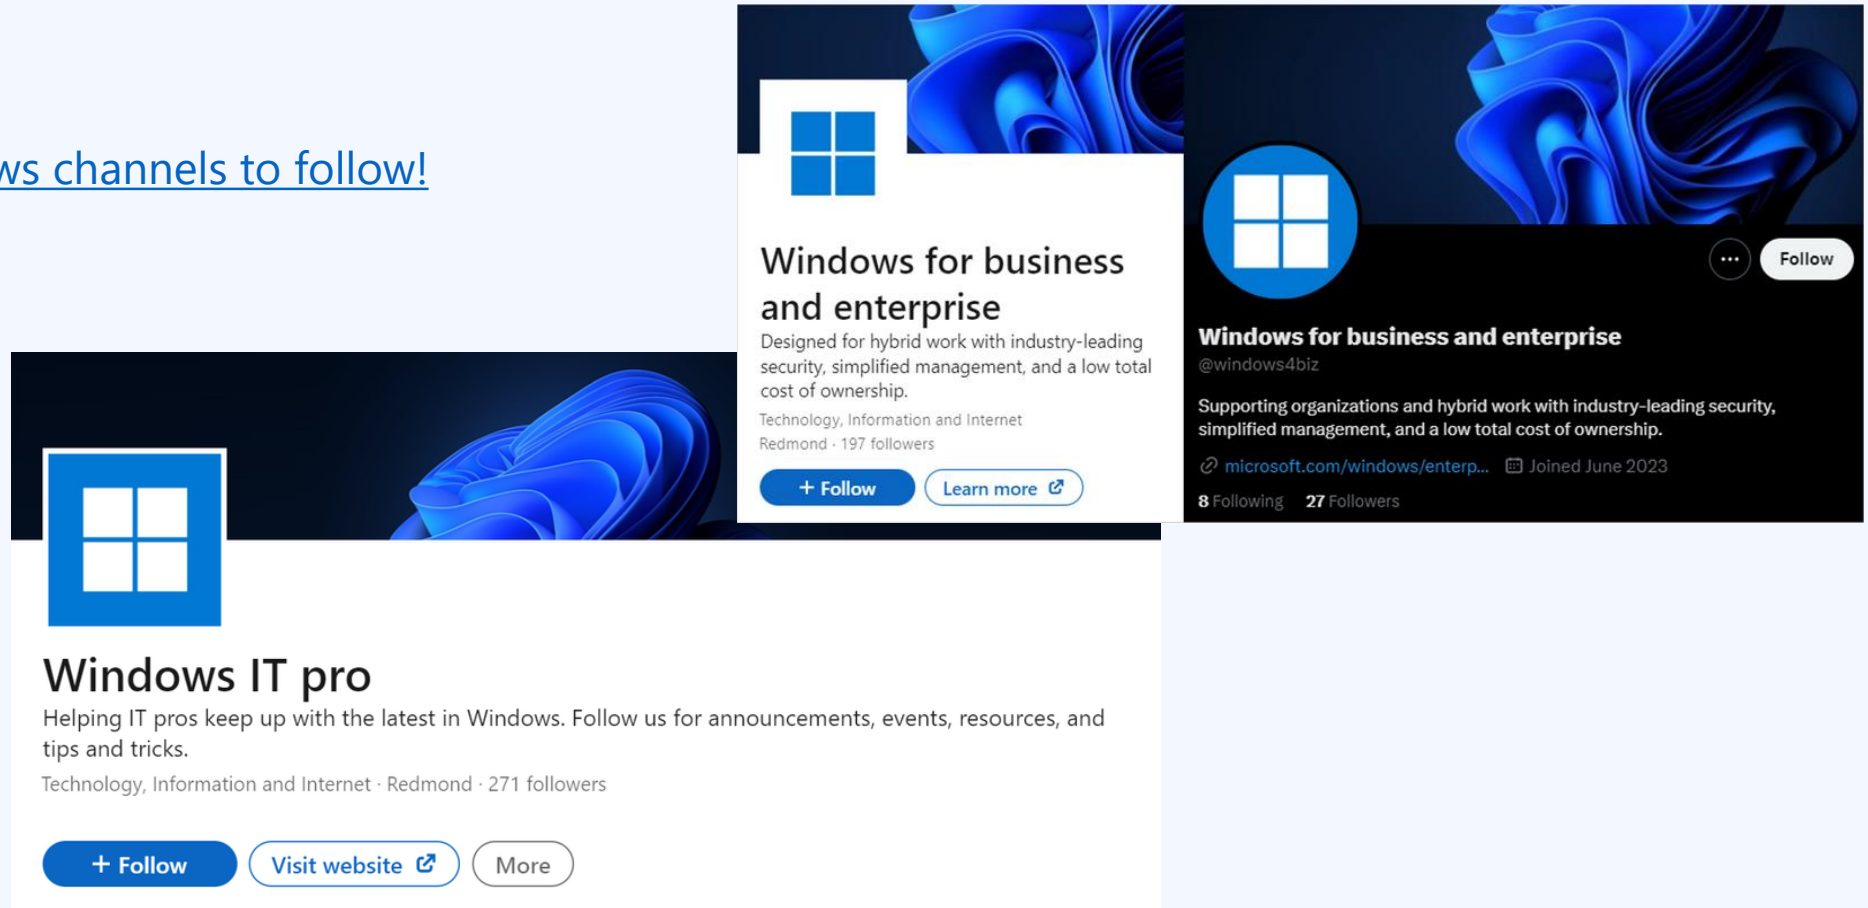 ws channels to follow!
Windows for business
and enterprise
Designed for hybrid work with industry-leading
security, simplified management, and a low total
cost of ownership.
Technology, Information and Internet
Redmond · 197 followers
+ Follow
Learn more
Follow
Windows for business and enterprise
@windows4biz
Supporting organizations and hybrid work with industry-leading security,
simplified management, and a low total cost of ownership.
microsoft.com/windows/enterp... Joined June 2023
8 Following 27 Followers
Windows IT pro
Helping IT pros keep up with the latest in Windows. Follow us for announcements, events, resources, and
tips and tricks.
Technology, Information and Internet · Redmond · 271 followers
+ Follow
Visit website
More